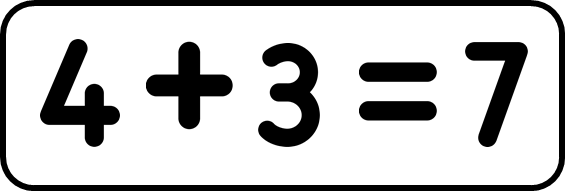 4 + 3 = 7